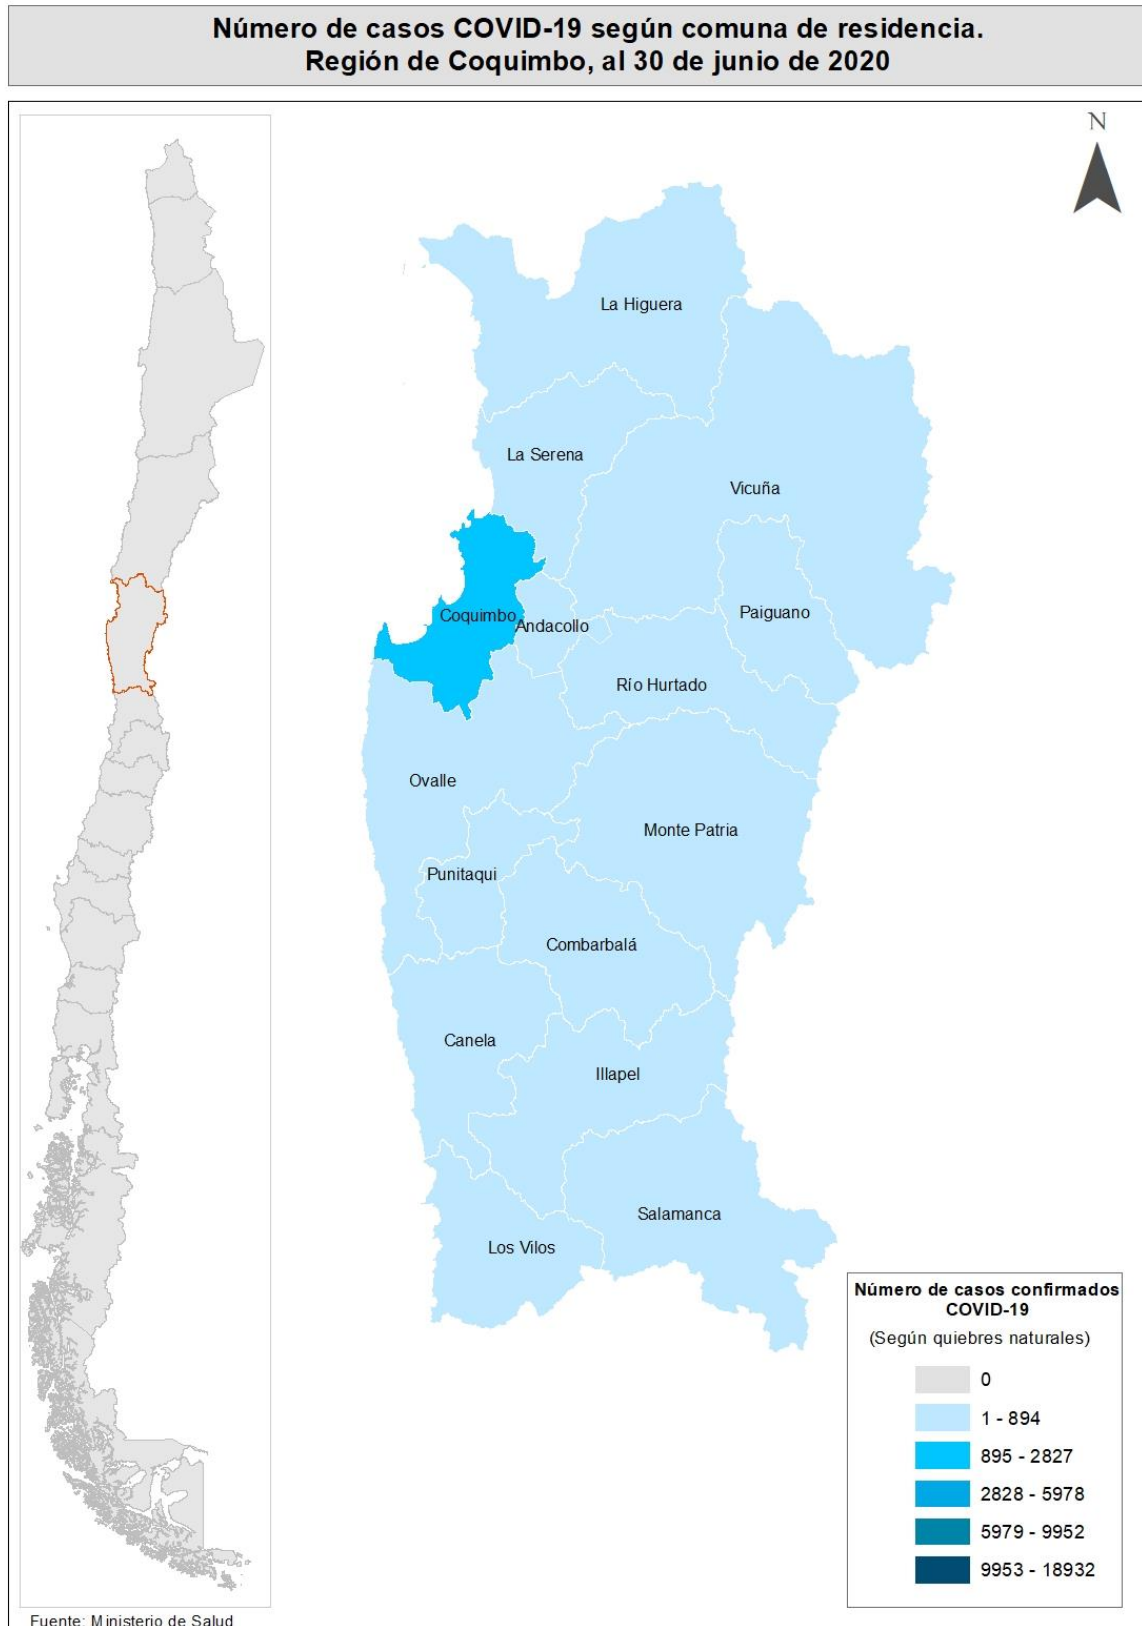 Número de casos COVID-19 según comuna de residencia.
Región de Coquimbo, al 30 de junio de 2020
N
La Higuera
La Serena
Vicuña
Coquimbo
Andacollo
Paiguano
Río Hurtado
Ovalle
Monte Patria
Punitaqui
Combarbalá
Canela
Illapel
Salamanca
Los Vilos
Número de casos confirmados
COVID-19
(Según quiebres naturales)
0
1 - 894
895 - 2827
2828 - 5978
5979 - 9952
9953 - 18932
Fuente: Ministerio de Salud